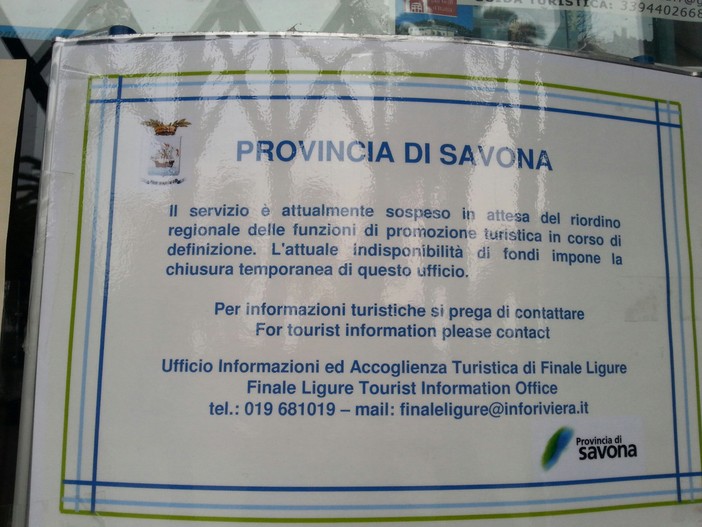 GUIDA TURISTICA: 339440266
PROVINCIA DI SAVONA
Il servizio è attualmente sospeso in attesa del riordino
regionale delle funzioni di promozione turistica in corso di
definizione. L'attuale indisponibilità di fondi impone la
chiusura temporanea di questo ufficio.
Per informazioni turistiche si prega di contattare
For tourist information please contact
Ufficio Informazioni ed Accoglienza Turistica di Finale Ligure
Finale Ligure Tourist Information Office
tel.: 019 681019 – mail: finaleligure@inforiviera.it
Provincia di
savona